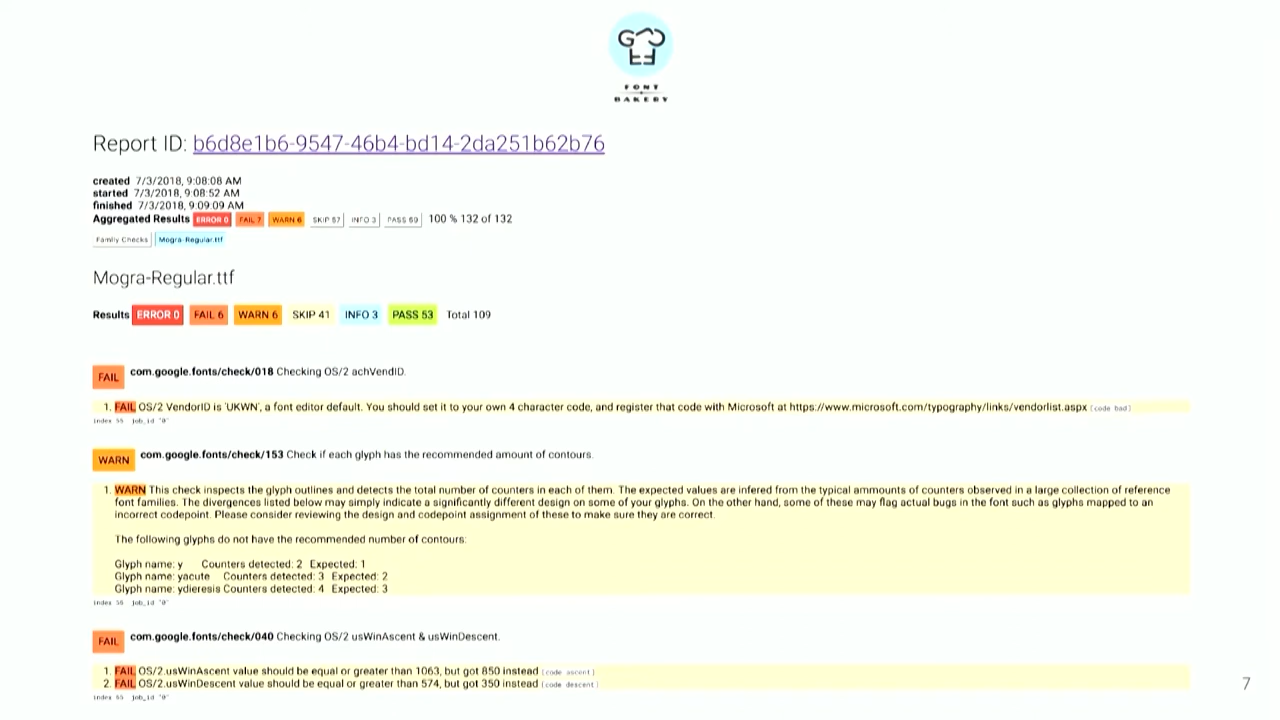 FONT
BAKERY
Report ID: b6d8e1b6-9547-46b4-bd14-2da251b62b76
created 7/3/2018, 9:08:08 AM
started 7/3/2018, 9:08:52 AM
finished 7/3/2018, 9:09:09 AM
Aggregated Results ERROR 0 FAIL 7 WARN 6 SKIP 67 INFO 3 PASS 60 100 % 132 of 132
Family Checks Mogra-Regular.ttf
Mogra-Regular.ttf
Results ERROR 0 FAIL 6 WARN 6 SKIP 41 INFO 3 PASS 53 Total 109
FAIL com.google.fonts/check/018 Checking OS/2 achVendID.
1. FAIL OS/2 VendorID is 'UKWN', a font editor default. You should set it to your own 4 character code, and register that code with Microsoft at https://www.microsoft.com/typography/links/vendorlist.aspx (code bad)
WARN com.google.fonts/check/153 Check if each glyph has the recommended amount of contours.
1. WARN This check inspects the glyph outlines and detects the total number of counters in each of them. The expected values are infered from the typical ammounts of counters observed in a large collection of reference
font families. The divergences listed below may simply indicate a significantly different design on some of your glyphs. On the other hand, some of these may flag actual bugs in the font such as glyphs mapped to an
incorrect codepoint. Please consider reviewing the design and codepoint assignment of these to make sure they are correct.
The following glyphs do not have the recommended number of contours:
Glyph name: y Counters detected: 2 Expected: 1
Glyph name: yacute Counters detected: 3 Expected: 2
Glyph name: ydieresis Counters detected: 4 Expected: 3
FAIL com.google.fonts/check/040 Checking OS/2 usWinAscent & usWinDescent.
1. FAIL OS/2.usWinAscent value should be equal or greater than 1063, but got 850 instead (code ascent)
2. FAIL OS/2.usWinDescent value should be equal or greater than 574, but got 350 instead (code descent)
7